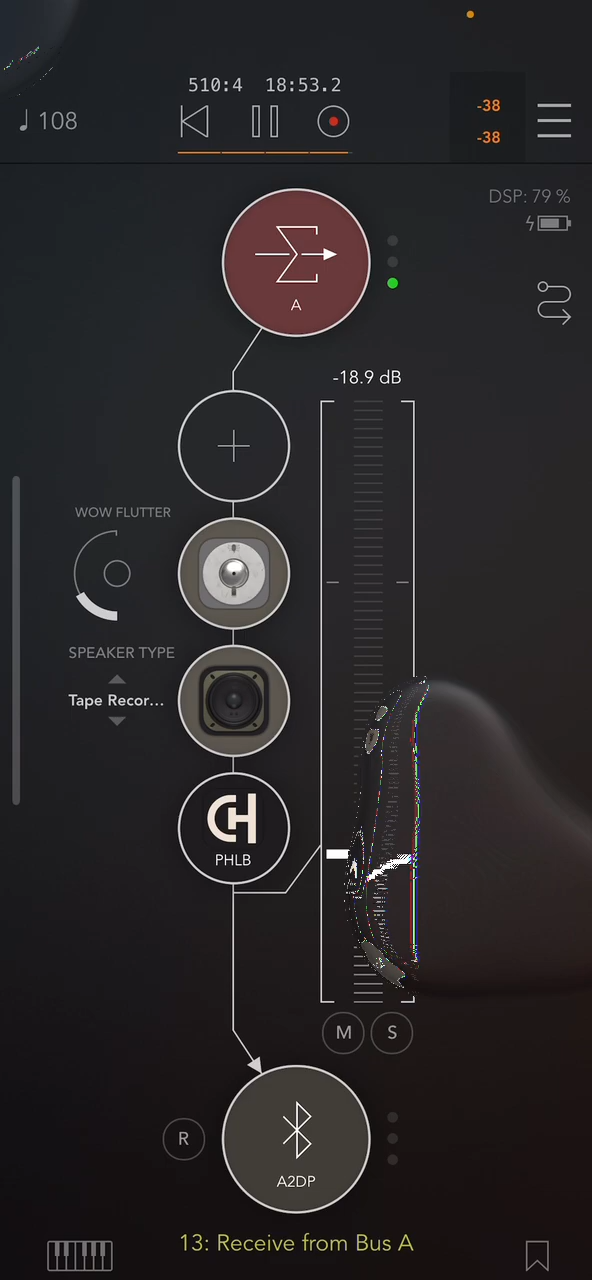 510:4 18:53.2
108
-38
-38
DSP: 79 %
A
-18.9 dB
WOW FLUTTER
SPEAKER TYPE
Tape Recor...
CH
PHLB
M S
R
A2DP
13: Receive from Bus A